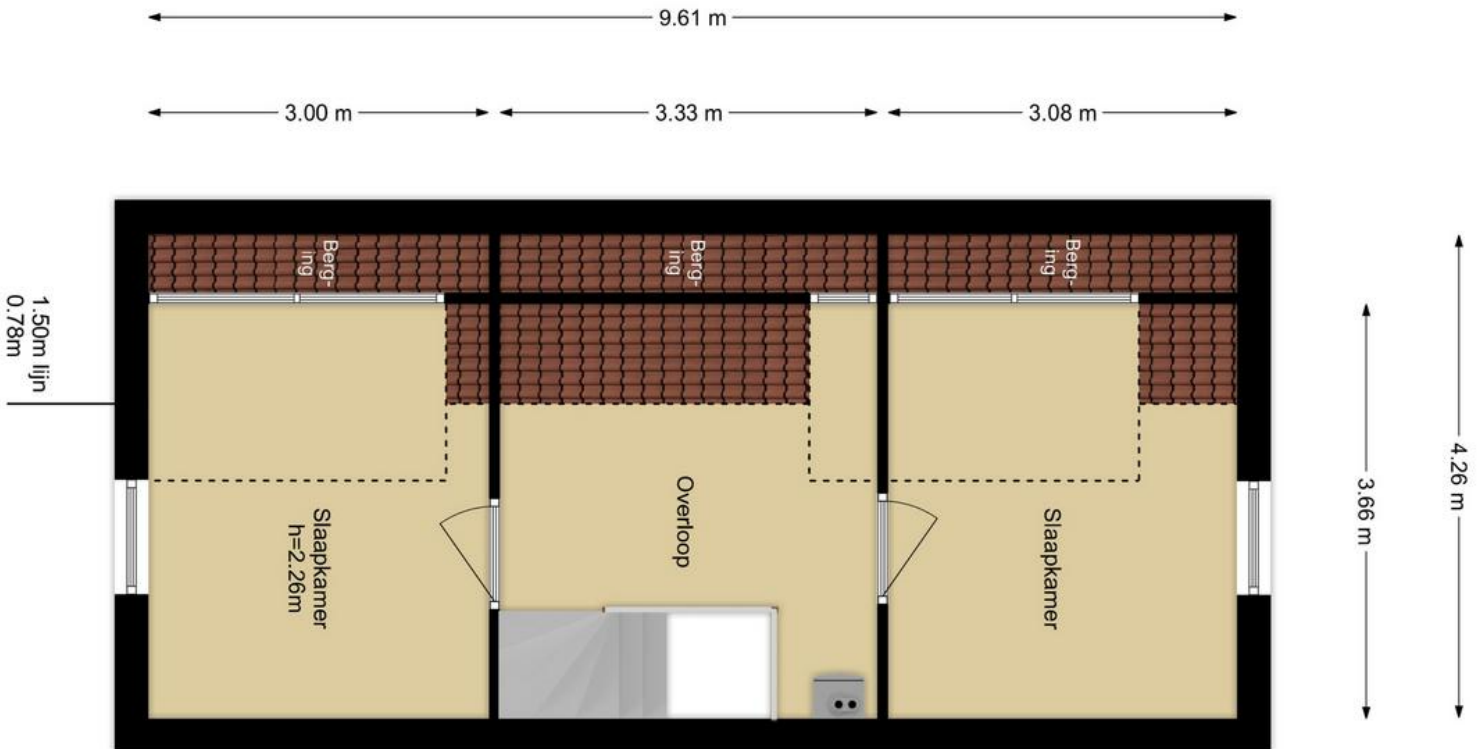 9.61 m
3.00 m
3.33 m
3.08 m
Berg-
ing
Berg-
ing
Berg-
ing
1.50m lijn
0.78m
4.26 m
3.66 m
Overloop
Slaapkamer
h=2.26m
Slaapkamer